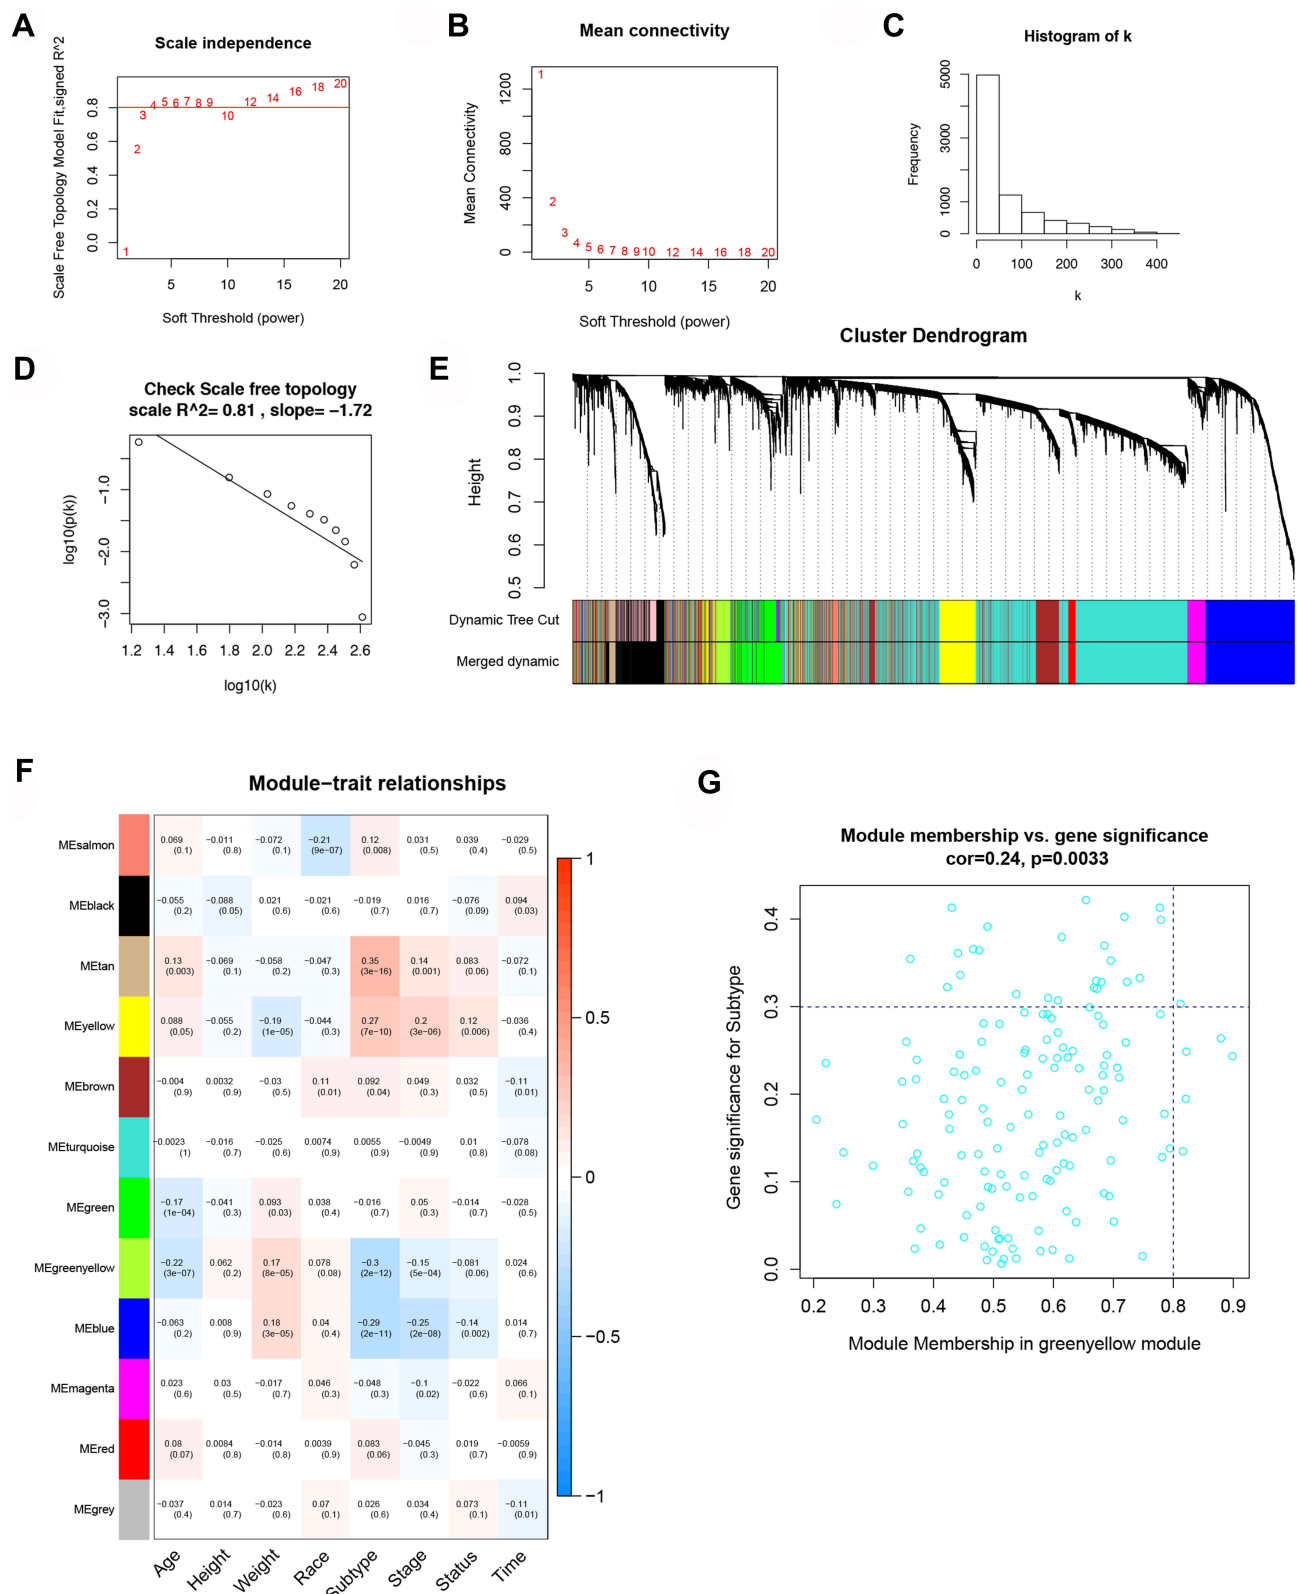 A
Scale independence
Scale Free Topology Model Fit,signed R^2
0.0 0.2 0.4 0.6 0.8
1 2 3 4 5 6 7 8 9 10 12 14 16 18 20
5 10 15 20
Soft Threshold (power)
B
Mean connectivity
Mean Connectivity
0 400 800 1200
1 2 3 4 5 6 7 8 9 10 12 14 16 18 20
5 10 15 20
Soft Threshold (power)
C
Histogram of k
Frequency
0 1000 3000 5000
0 100 200 300 400
k
D
Check Scale free topology
scale R^2= 0.81 , slope= −1.72
log10(p(k))
−3.0 −2.0 −1.0
1.2 1.4 1.6 1.8 2.0 2.2 2.4 2.6
log10(k)
E
Cluster Dendrogram
Height
0.5 0.6 0.7 0.8 0.9 1.0
Dynamic Tree Cut
Merged dynamic
F
Module−trait relationships
MEsalmon 0.069 −0.011 −0.072 −0.21 0.12 0.031 0.039 −0.029
(0.1) (0.8) (0.1) (9e−07) (0.008) (0.5) (0.4) (0.5)
MEblack −0.055 −0.088 0.021 −0.021 −0.019 0.016 −0.076 0.094
(0.2) (0.05) (0.6) (0.6) (0.7) (0.7) (0.09) (0.03)
MEtan 0.13 −0.069 −0.058 −0.047 0.35 0.14 0.083 −0.072
(0.003) (0.1) (0.2) (0.3) (3e−16) (0.001) (0.06) (0.1)
MEyellow 0.088 −0.055 −0.19 −0.044 0.27 0.2 0.12 −0.036
(0.05) (0.2) (1e−05) (0.3) (7e−10) (3e−06) (0.006) (0.4)
MEbrown −0.004 0.0032 −0.03 0.11 0.092 0.049 0.032 −0.11
(0.9) (0.9) (0.5) (0.01) (0.04) (0.3) (0.5) (0.01)
MEturquoise −0.0023 −0.016 −0.025 0.0074 0.0055 −0.0049 0.01 −0.078
(1) (0.7) (0.6) (0.9) (0.9) (0.9) (0.8) (0.08)
MEgreen −0.17 −0.041 0.093 0.038 −0.016 0.05 −0.014 −0.028
(1e−04) (0.3) (0.03) (0.4) (0.7) (0.3) (0.7) (0.5)
MEgreenyellow −0.22 0.062 0.17 0.078 −0.3 −0.15 −0.081 0.024
(3e−07) (0.2) (8e−05) (0.08) (2e−12) (5e−04) (0.06) (0.6)
MEblue −0.063 0.008 0.18 0.04 −0.29 −0.25 −0.14 0.014
(0.2) (0.9) (3e−05) (0.4) (2e−11) (2e−08) (0.002) (0.7)
MEmagenta 0.023 0.03 −0.017 0.046 −0.048 −0.1 −0.022 0.066
(0.6) (0.5) (0.7) (0.3) (0.3) (0.02) (0.6) (0.1)
MEred 0.08 0.0084 −0.014 0.0039 0.083 −0.045 0.019 −0.0059
(0.07) (0.8) (0.8) (0.9) (0.06) (0.3) (0.7) (0.9)
MEgrey −0.037 0.014 −0.023 0.07 0.026 0.034 0.073 −0.11
(0.4) (0.7) (0.6) (0.1) (0.6) (0.4) (0.1) (0.01)
Age Height Weight Race Subtype Stage Status Time
1
0.5
0
−0.5
−1
G
Module membership vs. gene significance
cor=0.24, p=0.0033
Gene significance for Subtype
0.0 0.1 0.2 0.3 0.4
0.2 0.3 0.4 0.5 0.6 0.7 0.8 0.9
Module Membership in greenyellow module